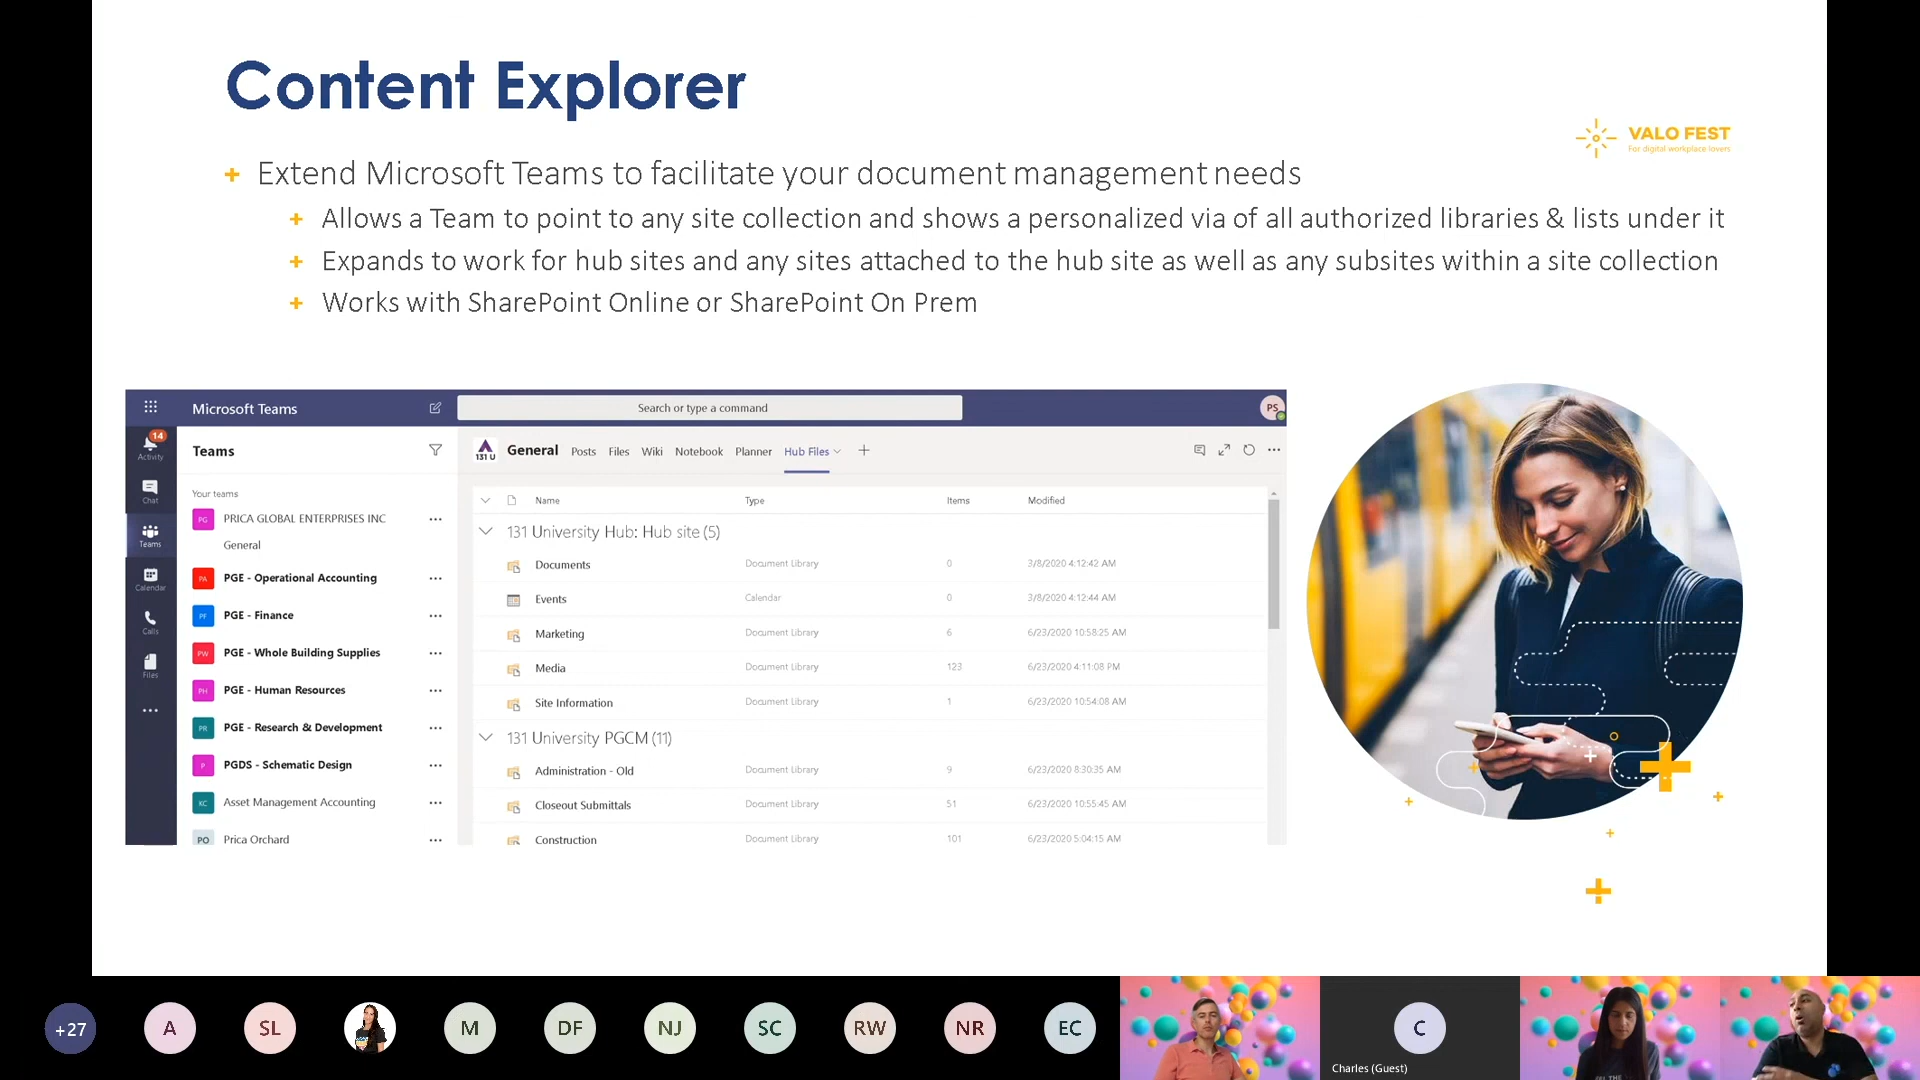 Content Explorer
VALO FEST
For digital workplace lovers
Extend Microsoft Teams to facilitate your document management needs
Allows a Team to point to any site collection and shows a personalized via of all authorized libraries & lists under it
Expands to work for hub sites and any sites attached to the hub site as well as any subsites within a site collection
Works with SharePoint Online or SharePoint On Prem
Microsoft Teams
Search or type a command
PS
14
Activity
Chat
Teams
Calendar
Calls
Files
Teams
Your teams
PG PRICA GLOBAL ENTERPRISES INC
General
PA PGE - Operational Accounting
PF PGE - Finance
PW PGE - Whole Building Supplies
PH PGE - Human Resources
PR PGE - Research & Development
P PGDS - Schematic Design
KC Asset Management Accounting
PO Prica Orchard
131 U General Posts Files Wiki Notebook Planner Hub Files
Name Type Items Modified
131 University Hub: Hub site (5)
Documents Document Library 0 3/8/2020 4:12:42 AM
Events Calendar 0 3/8/2020 4:12:44 AM
Marketing Document Library 6 6/23/2020 10:58:25 AM
Media Document Library 123 6/23/2020 4:11:08 PM
Site Information Document Library 1 6/23/2020 10:54:08 AM
131 University PGCM (11)
Administration - Old Document Library 9 6/23/2020 8:30:35 AM
Closeout Submittals Document Library 51 6/23/2020 10:55:45 AM
Construction Document Library 101 6/23/2020 5:04:15 AM
+27 A SL M DF NJ SC RW NR EC C
Charles (Guest)